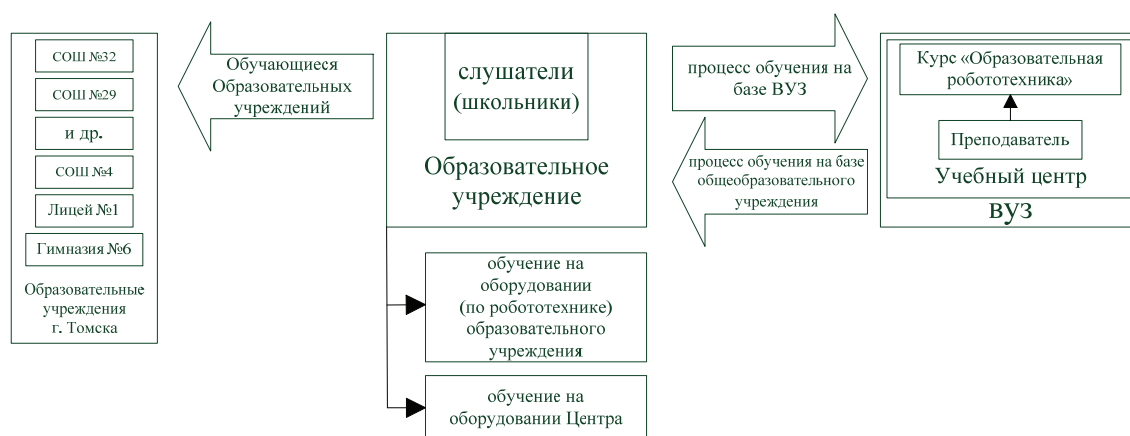 СОШ №32
СОШ №29
и др.
СОШ №4
Лицей №1
Гимназия №6
Образовательные
учреждения
г. Томска
Обучающиеся
Образовательных
учреждений
слушатели
(школьники)
Образовательное
учреждение
обучение на
оборудовании
(по робототехнике)
образовательного
учреждения
обучение на
оборудовании Центра
процесс обучения на
базе ВУЗ
процесс обучения на базе
общеобразовательного
учреждения
Курс «Образовательная
робототехника»
Преподаватель
Учебный центр
ВУЗ